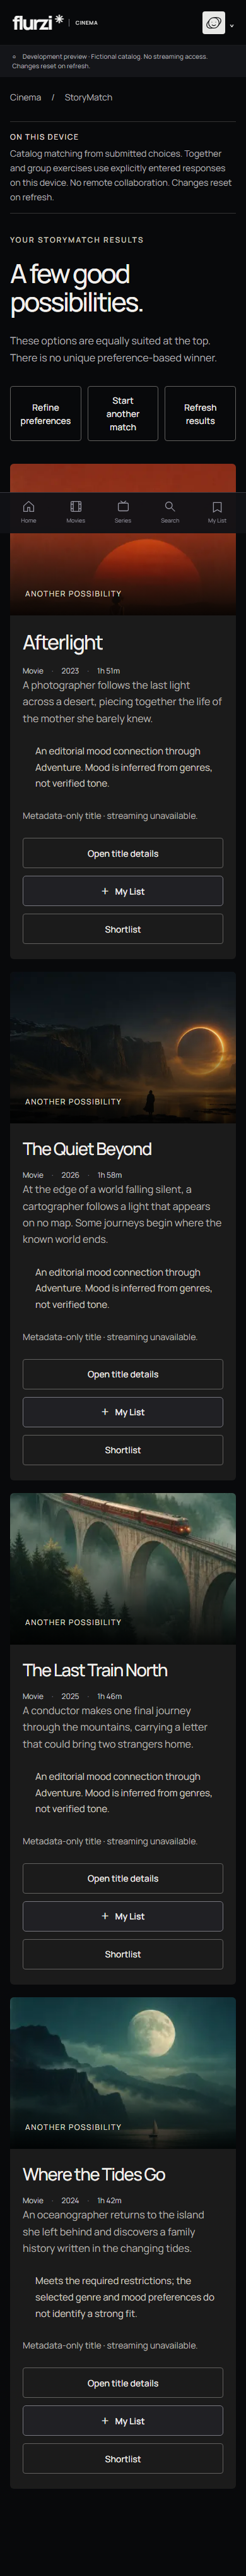 flurzi* CINEMA
Development preview · Fictional catalog. No streaming access.
Changes reset on refresh.
Cinema / StoryMatch
ON THIS DEVICE
Catalog matching from submitted choices. Together
and group exercises use explicitly entered responses
on this device. No remote collaboration. Changes reset
on refresh.
YOUR STORYMATCH RESULTS
A few good
possibilities.
These options are equally suited at the top.
There is no unique preference-based winner.
Refine
preferences
Start
another
match
Refresh
results
Home
Movies
Series
Search
My List
ANOTHER POSSIBILITY
Afterlight
Movie · 2023 · 1h 51m
A photographer follows the last light
across a desert, piecing together the life of
the mother she barely knew.
An editorial mood connection through
Adventure. Mood is inferred from genres,
not verified tone.
Metadata-only title · streaming unavailable.
Open title details
+ My List
Shortlist
ANOTHER POSSIBILITY
The Quiet Beyond
Movie · 2026 · 1h 58m
At the edge of a world falling silent, a
cartographer follows a light that appears
on no map. Some journeys begin where the
known world ends.
An editorial mood connection through
Adventure. Mood is inferred from genres,
not verified tone.
Metadata-only title · streaming unavailable.
Open title details
+ My List
Shortlist
ANOTHER POSSIBILITY
The Last Train North
Movie · 2025 · 1h 46m
A conductor makes one final journey
through the mountains, carrying a letter
that could bring two strangers home.
An editorial mood connection through
Adventure. Mood is inferred from genres,
not verified tone.
Metadata-only title · streaming unavailable.
Open title details
+ My List
Shortlist
ANOTHER POSSIBILITY
Where the Tides Go
Movie · 2024 · 1h 42m
An oceanographer returns to the island
she left behind and discovers a family
history written in the changing tides.
Meets the required restrictions; the
selected genre and mood preferences do
not identify a strong fit.
Metadata-only title · streaming unavailable.
Open title details
+ My List
Shortlist